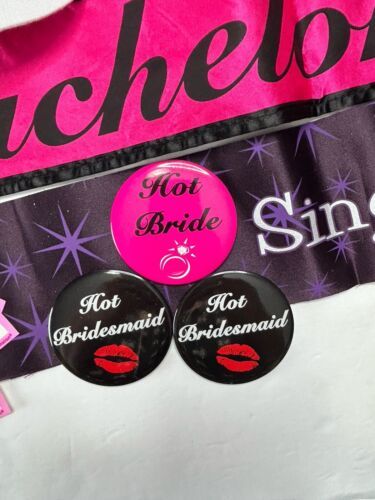 achelor
Sing
Hot
Bride
Hot
Bridesmaid
Hot
Bridesmaid